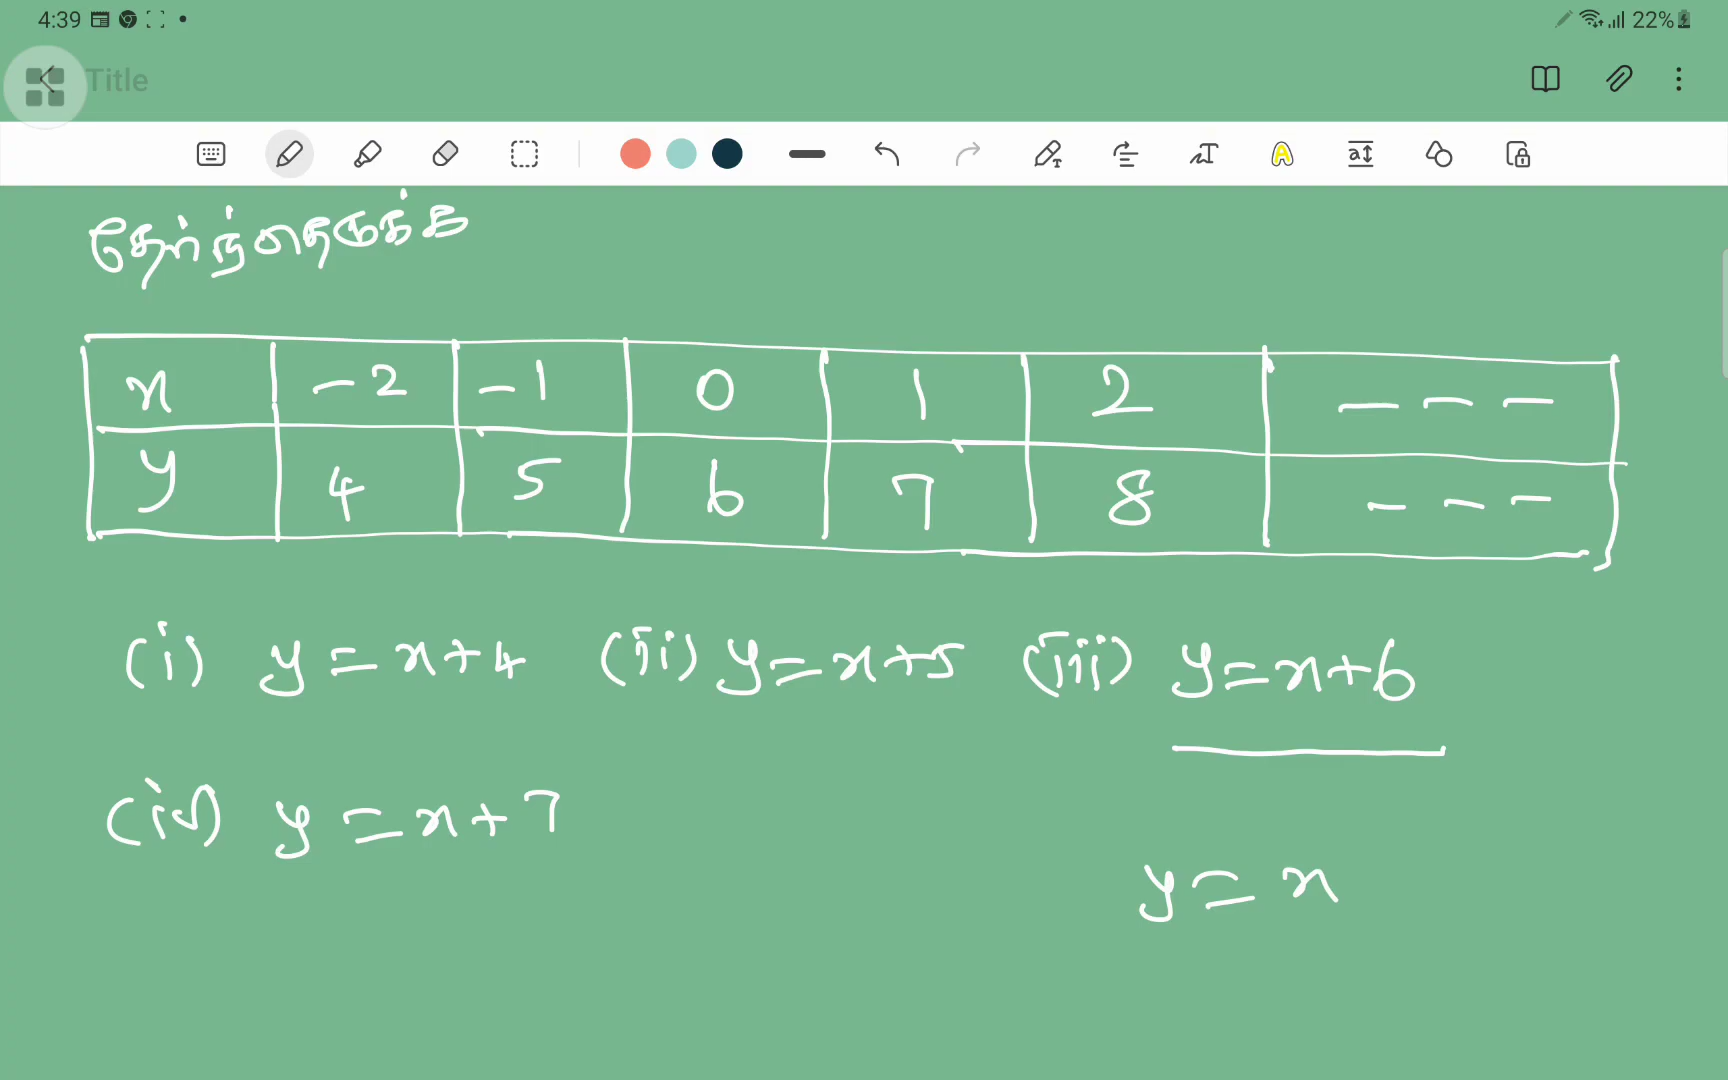 4:39 22%
Title
தேர்ந்தெடுக்க
x -2 -1 0 1 2 - - -
y 4 5 6 7 8 - - -
(i) y = x+4 (ii) y = x+5 (iii) y = x+6
(iv) y = x+7
y = x